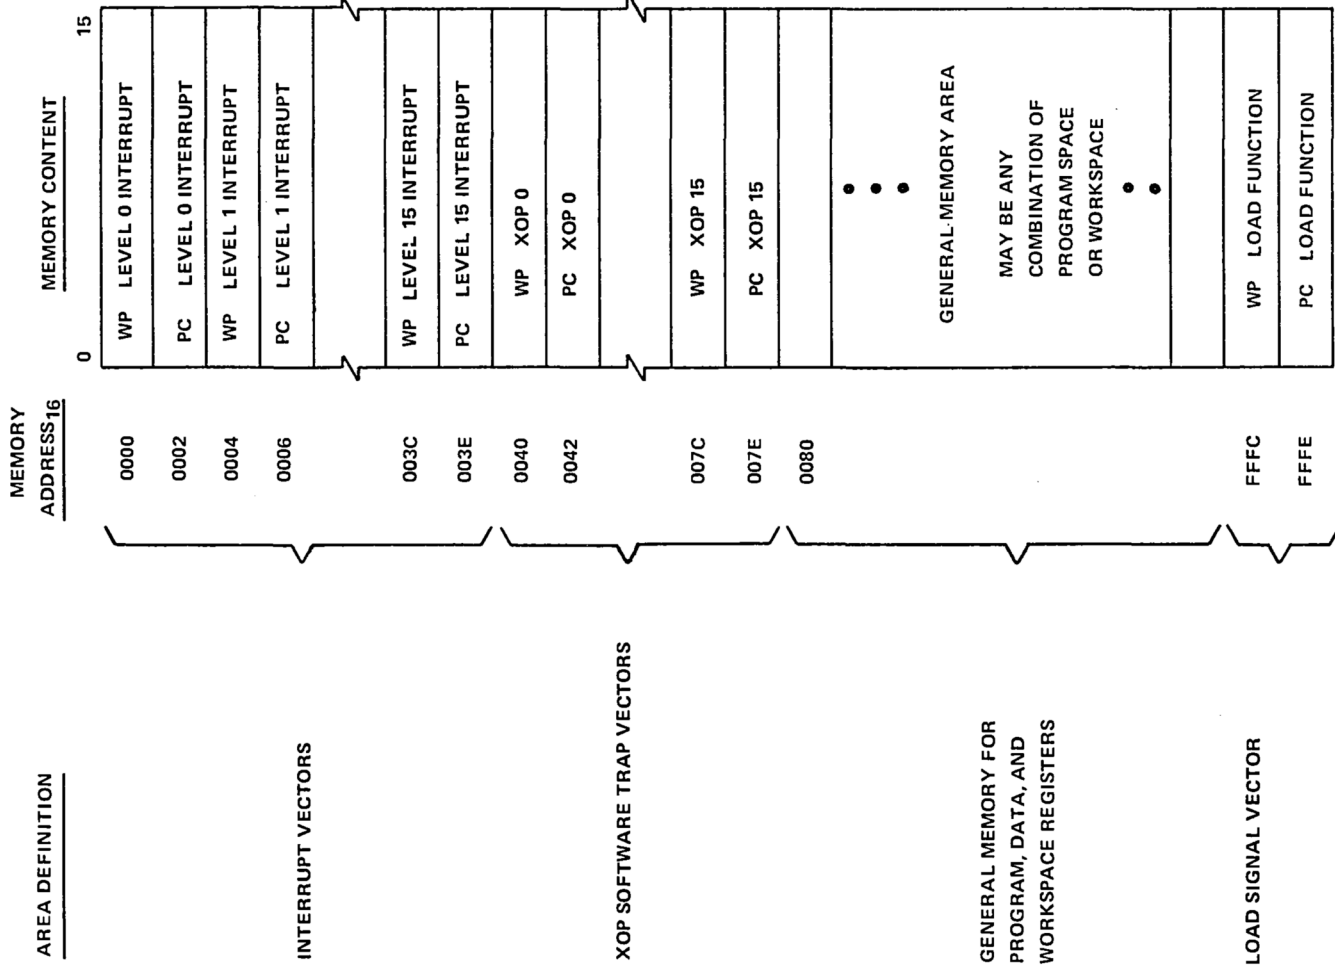 AREA DEFINITION
MEMORY
ADDRESS16
MEMORY CONTENT
0
15
INTERRUPT VECTORS
0000
WP LEVEL 0 INTERRUPT
0002
PC LEVEL 0 INTERRUPT
0004
WP LEVEL 1 INTERRUPT
0006
PC LEVEL 1 INTERRUPT
003C
WP LEVEL 15 INTERRUPT
003E
PC LEVEL 15 INTERRUPT
XOP SOFTWARE TRAP VECTORS
0040
WP XOP 0
0042
PC XOP 0
007C
WP XOP 15
007E
PC XOP 15
0080
GENERAL MEMORY FOR
PROGRAM, DATA, AND
WORKSPACE REGISTERS
GENERAL MEMORY AREA
MAY BE ANY
COMBINATION OF
PROGRAM SPACE
OR WORKSPACE
LOAD SIGNAL VECTOR
FFFC
WP LOAD FUNCTION
FFFE
PC LOAD FUNCTION